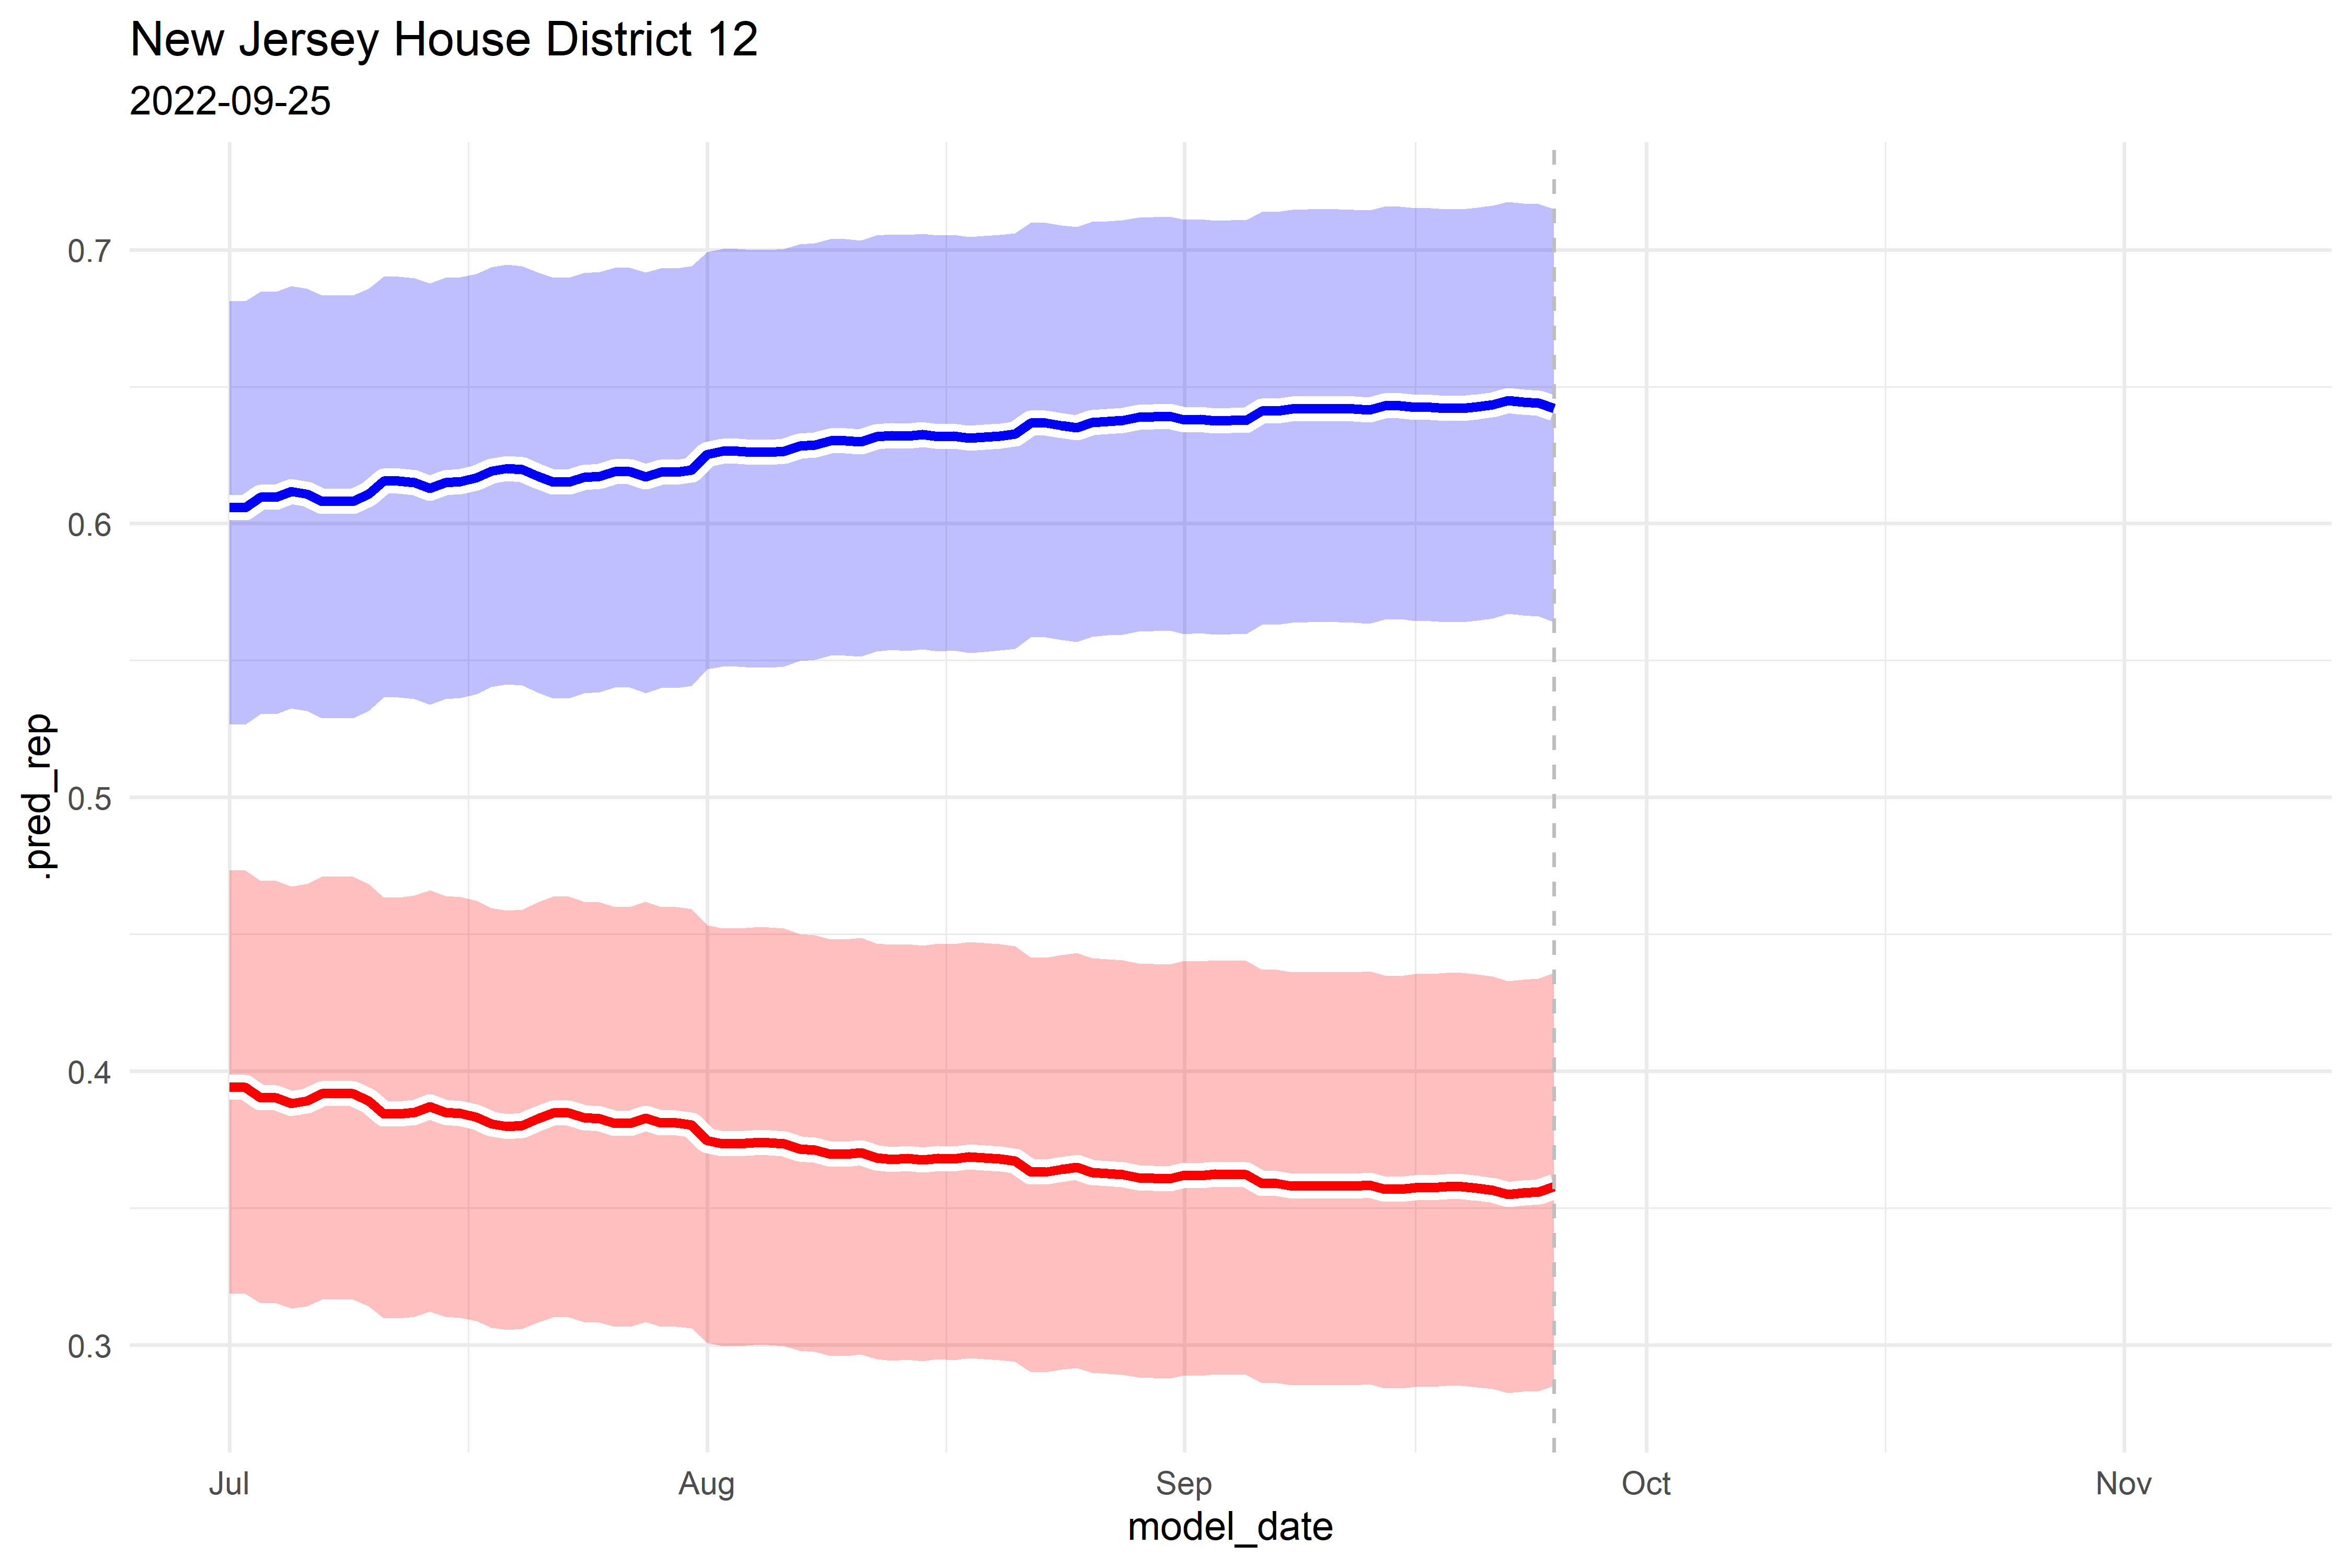 New Jersey House District 12
2022-09-25
.pred_rep
0.7
0.6
0.5
0.4
0.3
Jul Aug Sep Oct Nov
model_date